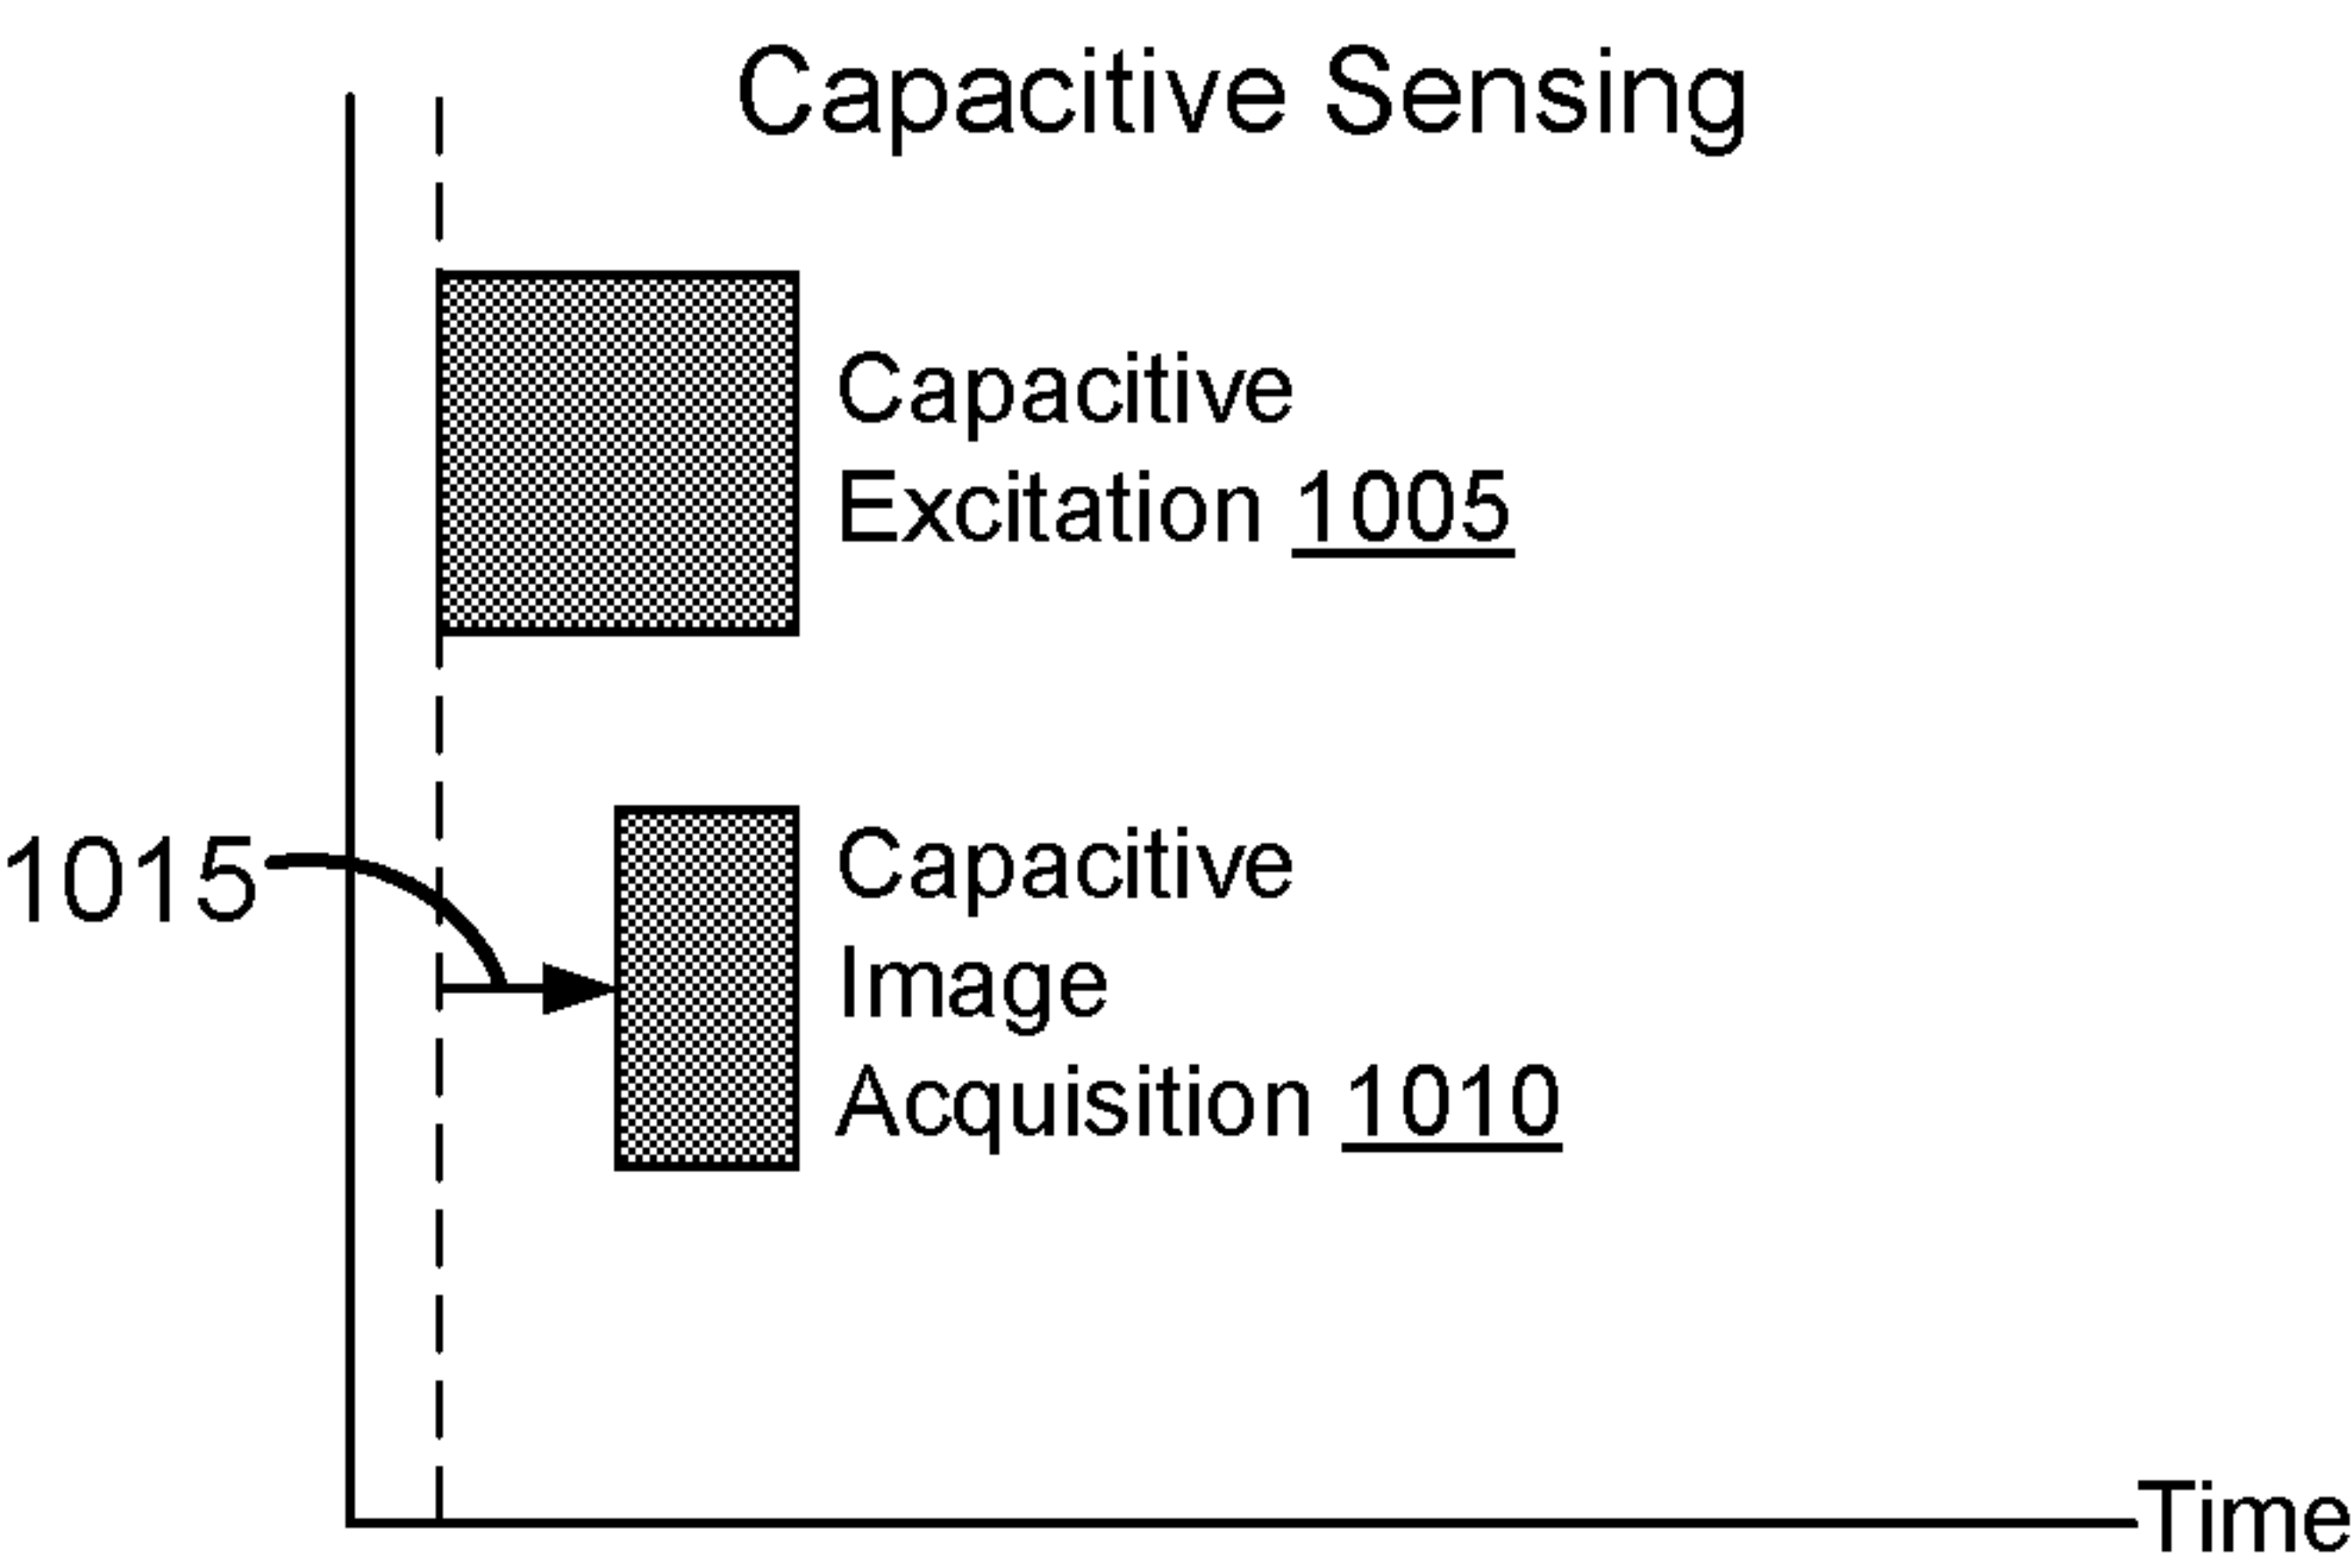 Capacitive Sensing
Capacitive
Excitation 1005
1015
Capacitive
Image
Acquisition 1010
Time